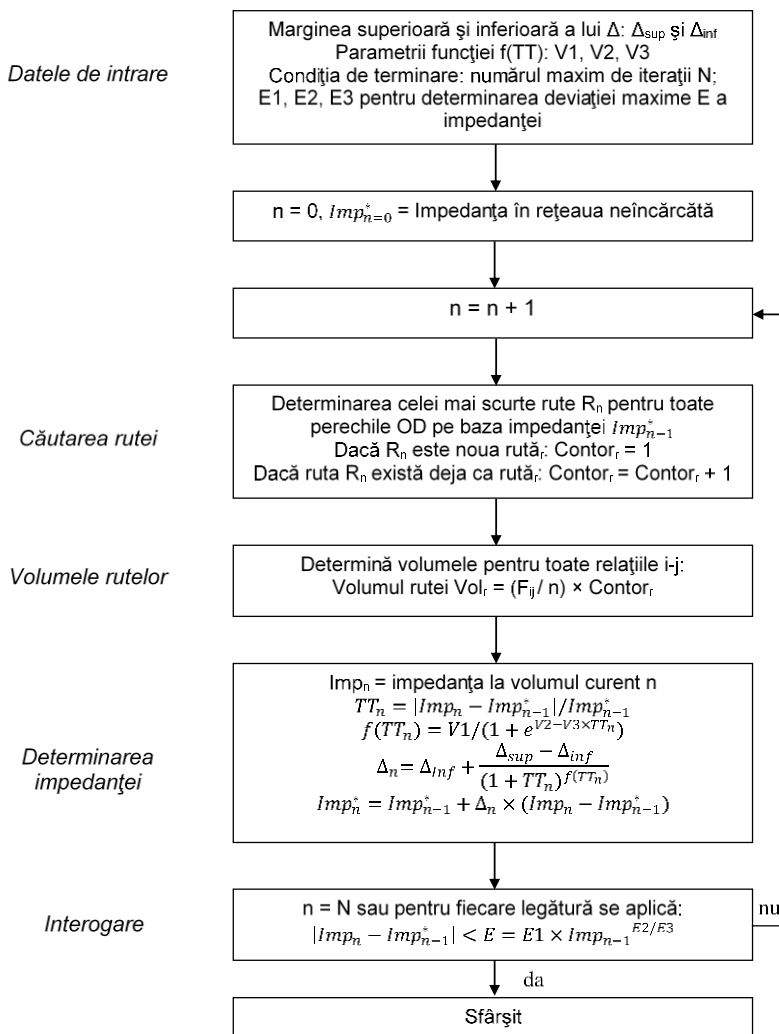 Datele de intrare
Marginea superioară şi inferioară a lui Δ: Δsup şi Δinf
Parametrii funcţiei f(TT): V1, V2, V3
Condiţia de terminare: numărul maxim de iteraţii N;
E1, E2, E3 pentru determinarea deviaţiei maxime E a
impedanţei
n = 0, Imp*n=0 = Impedanţa în reţeaua neîncărcată
n = n + 1
Căutarea rutei
Determinarea celei mai scurte rute Rn pentru toate
perechile OD pe baza impedanţei Imp*n−1
Dacă Rn este noua rutăr: Contorr = 1
Dacă ruta Rn există deja ca rutăr: Contorr = Contorr + 1
Volumele rutelor
Determină volumele pentru toate relaţiile i-j:
Volumul rutei Volr = (Fij / n) × Contorr
Determinarea
impedanţei
Impn = impedanţa la volumul curent n
TTn = |Impn − Imp*n−1|/Imp*n−1
f(TTn) = V1/(1 + e^(V2−V3×TTn))
Δn = ΔInf + (Δsup − Δinf)/(1 + TTn)^f(TTn)
Imp*n = Imp*n−1 + Δn × (Impn − Imp*n−1)
Interogare
n = N sau pentru fiecare legătură se aplică:
|Impn − Imp*n−1| < E = E1 × Impn−1^E2/E3
nu
da
Sfârşit